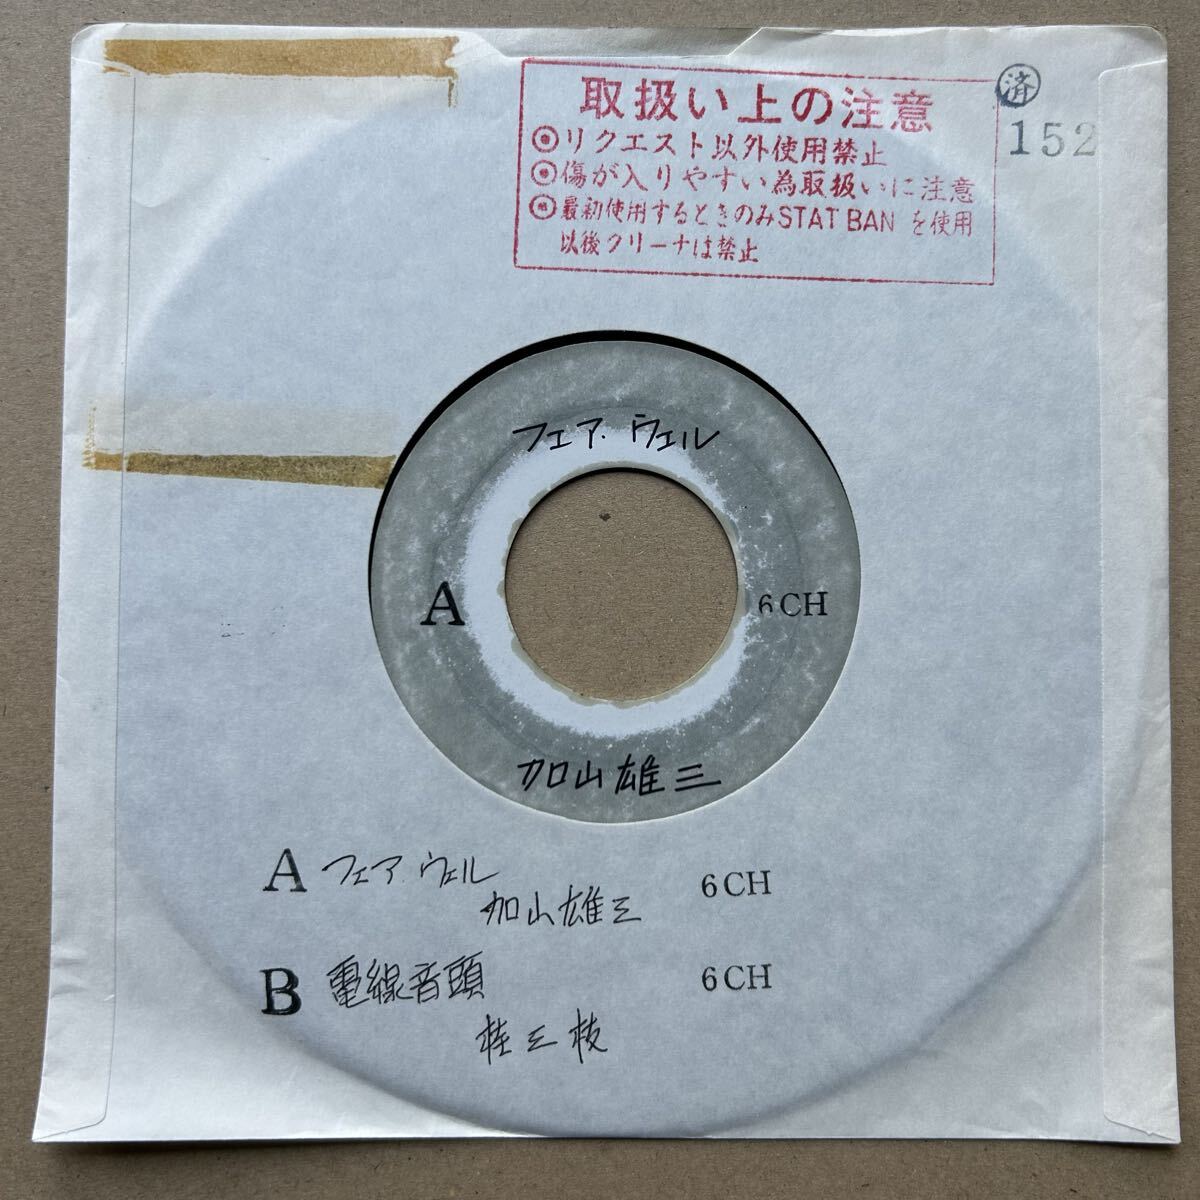 取扱い上の注意
◉リクエスト以外使用禁止
◉傷が入りやすい為取扱いに注意
◉最初使用するときのみSTAT BAN を使用
以後クリーナは禁止
済
152
フェア.ウェル
A 6CH
加山雄三
A フェア.ウェル 6CH
加山雄三
B 電線音頭 6CH
桂三枝